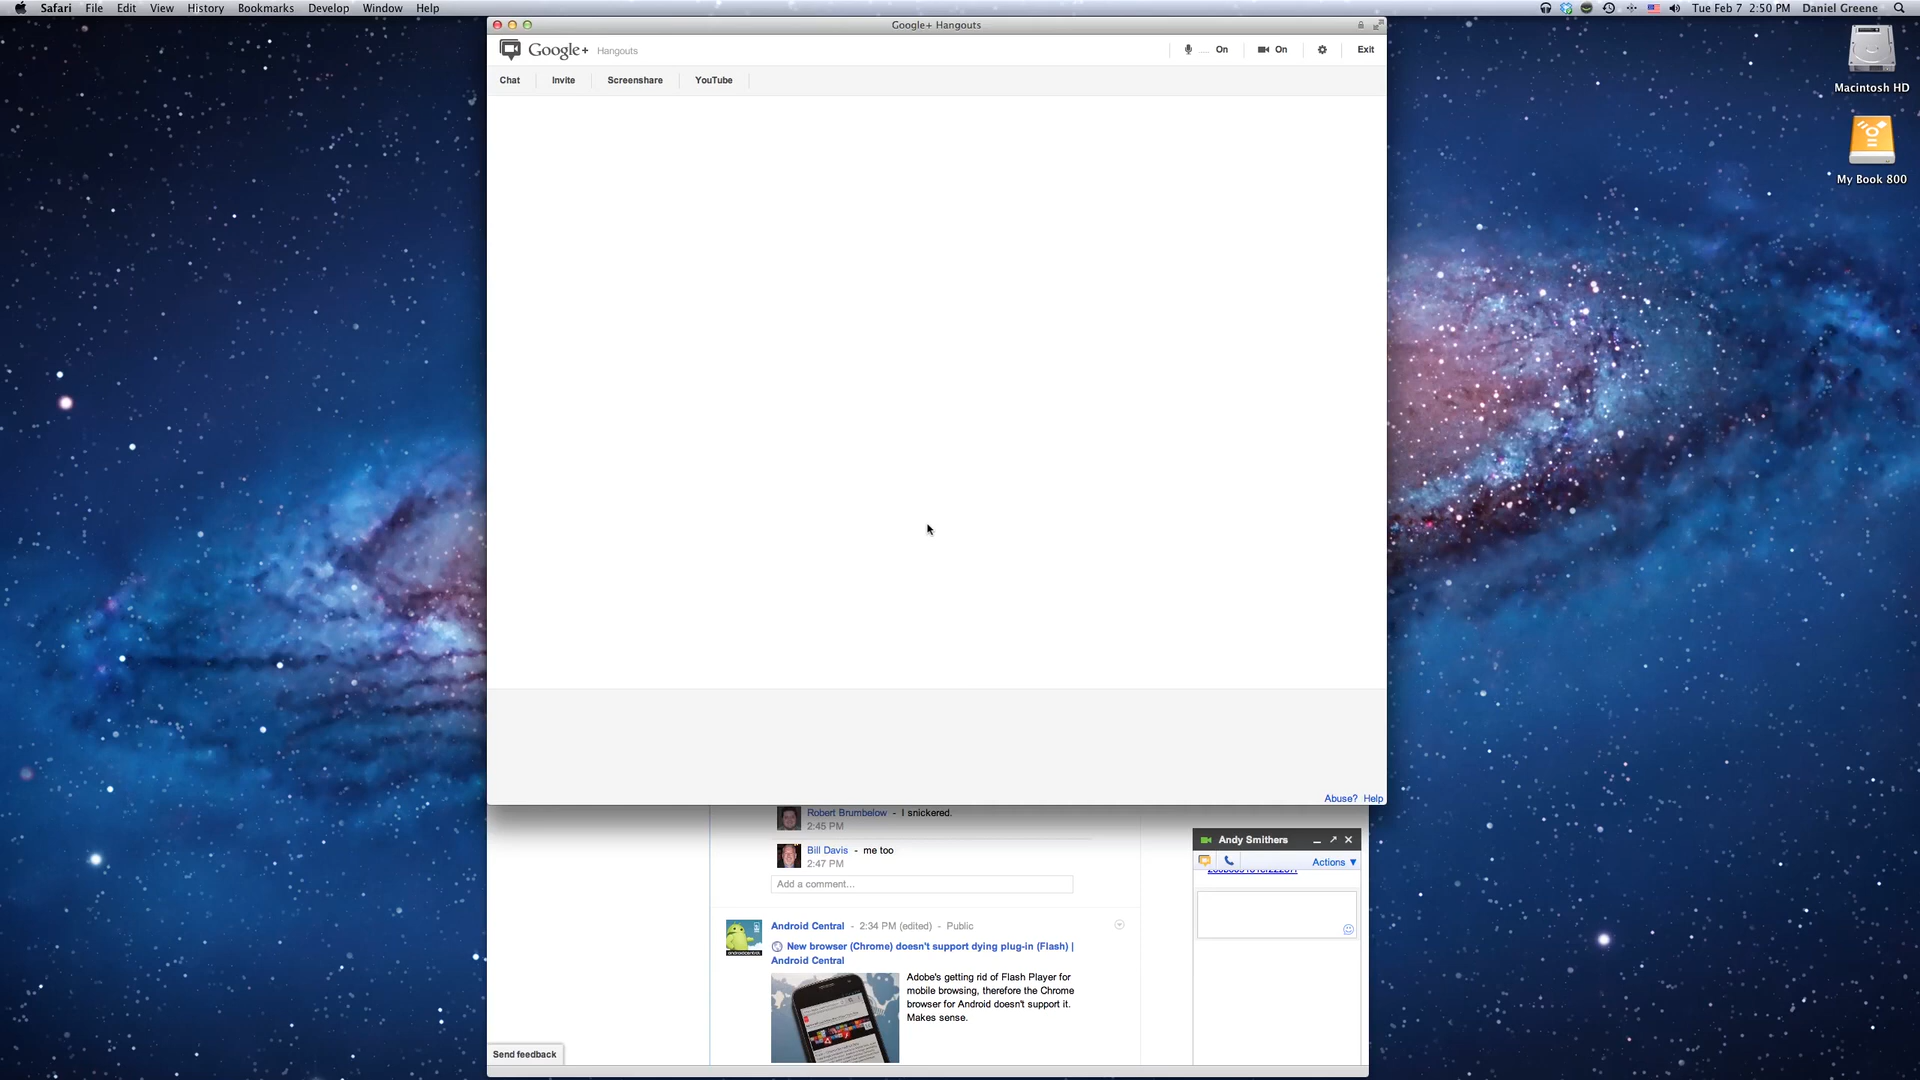 Safari File Edit View History Bookmarks Develop Window Help
Tue Feb 7 2:50 PM Daniel Greene
Google+ Hangouts
Google+ Hangouts
On On Exit
Chat Invite Screenshare YouTube
Macintosh HD
My Book 800
Abuse? Help
Robert Brumbelow - I snickered.
2:45 PM
Bill Davis - me too
2:47 PM
Add a comment...
Android Central - 2:34 PM (edited) - Public
New browser (Chrome) doesn't support dying plug-in (Flash) |
Android Central
Adobe's getting rid of Flash Player for
mobile browsing, therefore the Chrome
browser for Android doesn't support it.
Makes sense.
Andy Smithers
Actions ▼
Send feedback